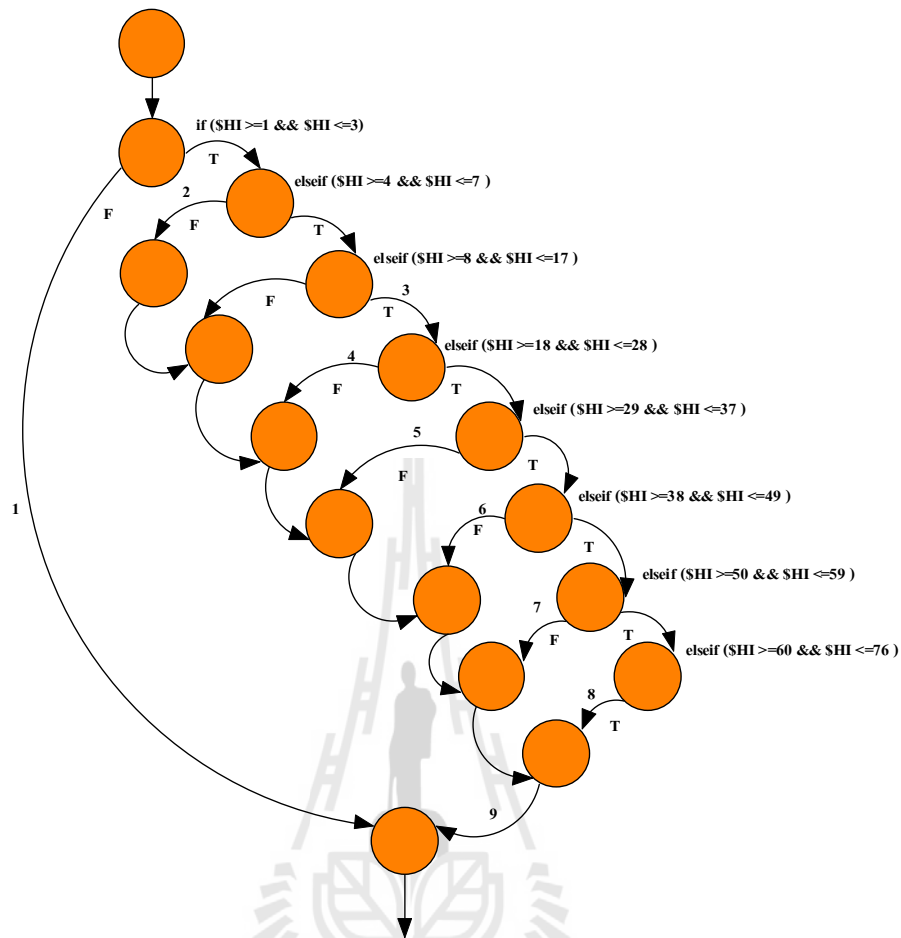 if ($HI >=1 && $HI <=3)
T
elseif ($HI >=4 && $HI <=7 )
2
F
F
T
elseif ($HI >=8 && $HI <=17 )
3
F
T
elseif ($HI >=18 && $HI <=28 )
4
F
T
elseif ($HI >=29 && $HI <=37 )
5
T
F
elseif ($HI >=38 && $HI <=49 )
1
6
F
T
elseif ($HI >=50 && $HI <=59 )
7
F
T
elseif ($HI >=60 && $HI <=76 )
8
T
9